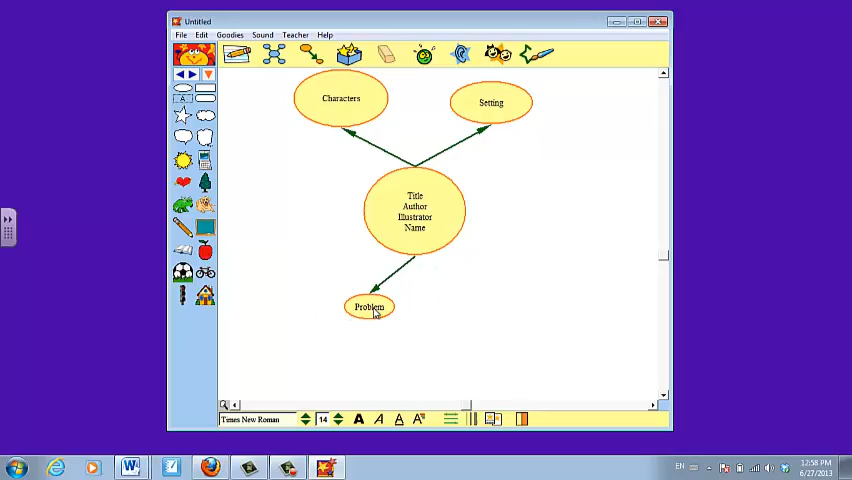 Untitled
File Edit Goodies Sound Teacher Help
Characters
Setting
A
Title
Author
Illustrator
Name
Problem
Times New Roman 14 A A A A
EN 12:58 PM
6/27/2013